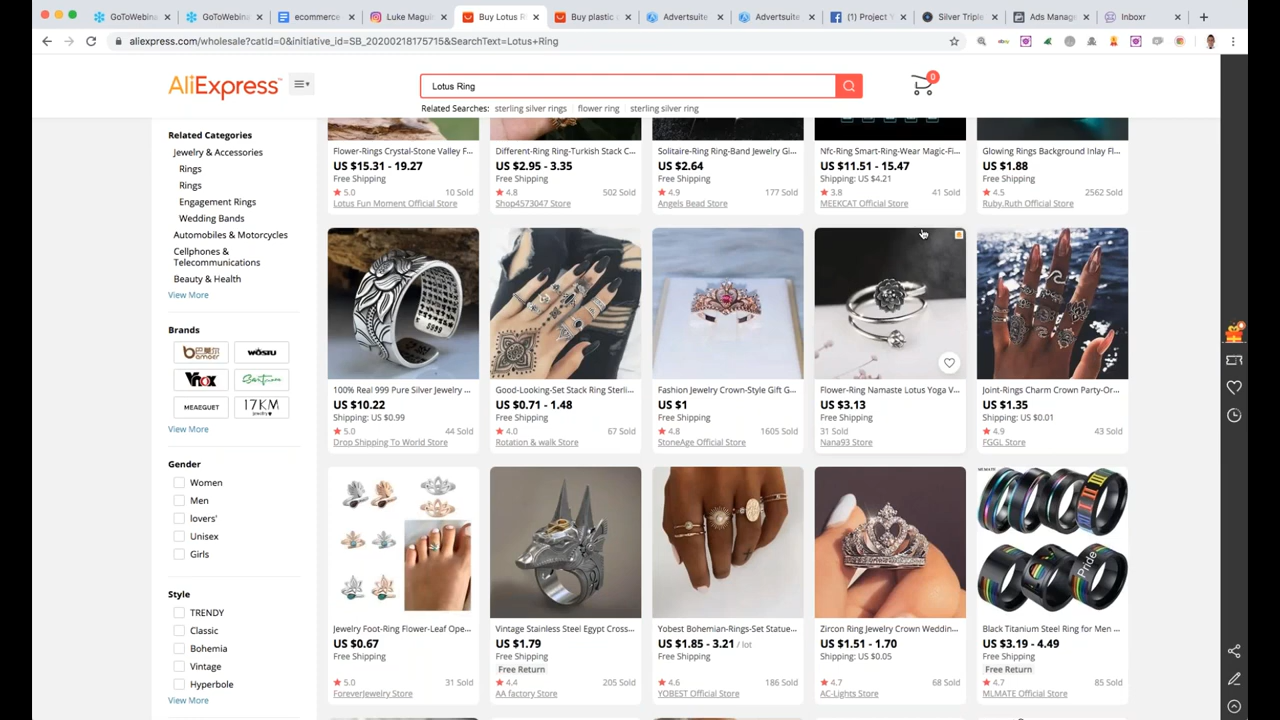 GoToWebina
GoToWebina
ecommerce
Luke Magui
Buy Lotus R
Buy plastic
Advertsuite
Advertsuite
(1) Project Y
Silver Triple
Ads Manag
Inboxr
aliexpress.com/wholesale?catId=0&initiative_id=SB_20200218175715&SearchText=Lotus+Ring
AliExpress
Lotus Ring
0
Related Searches: sterling silver rings flower ring sterling silver ring
Related Categories
Jewelry & Accessories
Rings
Rings
Engagement Rings
Wedding Bands
Automobiles & Motorcycles
Cellphones &
Telecommunications
Beauty & Health
View More
Brands
WOSTU
Vnox
MEAEGUET
17KM
View More
Gender
Women
Men
lovers'
Unisex
Girls
Style
TRENDY
Classic
Bohemia
Vintage
Hyperbole
View More
Flower-Rings Crystal-Stone Valley F...
US $15.31 - 19.27
Free Shipping
5.0 10 Sold
Lotus Fun Moment Official Store
Different-Ring Ring-Turkish Stack C...
US $2.95 - 3.35
Free Shipping
4.8 502 Sold
Shop4573047 Store
Solitaire-Ring Ring-Band Jewelry Gi...
US $2.64
Free Shipping
4.9 177 Sold
Angels Bead Store
Nfc-Ring Smart-Ring-Wear Magic-Fi...
US $11.51 - 15.47
Shipping: US $4.21
3.8 41 Sold
MEEKCAT Official Store
Glowing Rings Background Inlay Fl...
US $1.88
Free Shipping
4.5 2562 Sold
Ruby.Ruth Official Store
S999
100% Real 999 Pure Silver Jewelry ...
US $10.22
Shipping: US $0.99
5.0 44 Sold
Drop Shipping To World Store
Good-Looking-Set Stack Ring Sterli...
US $0.71 - 1.48
Free Shipping
4.0 67 Sold
Rotation & walk Store
Fashion Jewelry Crown-Style Gift G...
US $1
Free Shipping
4.8 1605 Sold
StoneAge Official Store
Flower-Ring Namaste Lotus Yoga V...
US $3.13
Free Shipping
31 Sold
Nana93 Store
Joint-Rings Charm Crown Party-Or...
US $1.35
Shipping: US $0.01
4.9 43 Sold
FGGL Store
Jewelry Foot-Ring Flower-Leaf Ope...
US $0.67
Free Shipping
5.0 31 Sold
ForeverJewelry Store
Vintage Stainless Steel Egypt Cross...
US $1.79
Free Shipping
Free Return
4.4 205 Sold
AA factory Store
Yobest Bohemian-Rings-Set Statue...
US $1.85 - 3.21 / lot
Free Shipping
4.6 186 Sold
YOBEST Official Store
Zircon Ring Jewelry Crown Weddin...
US $1.51 - 1.70
Shipping: US $0.05
4.7 68 Sold
AC-Lights Store
Pride
Black Titanium Steel Ring for Men ...
US $3.19 - 4.49
Free Shipping
Free Return
4.7 85 Sold
MLMATE Official Store